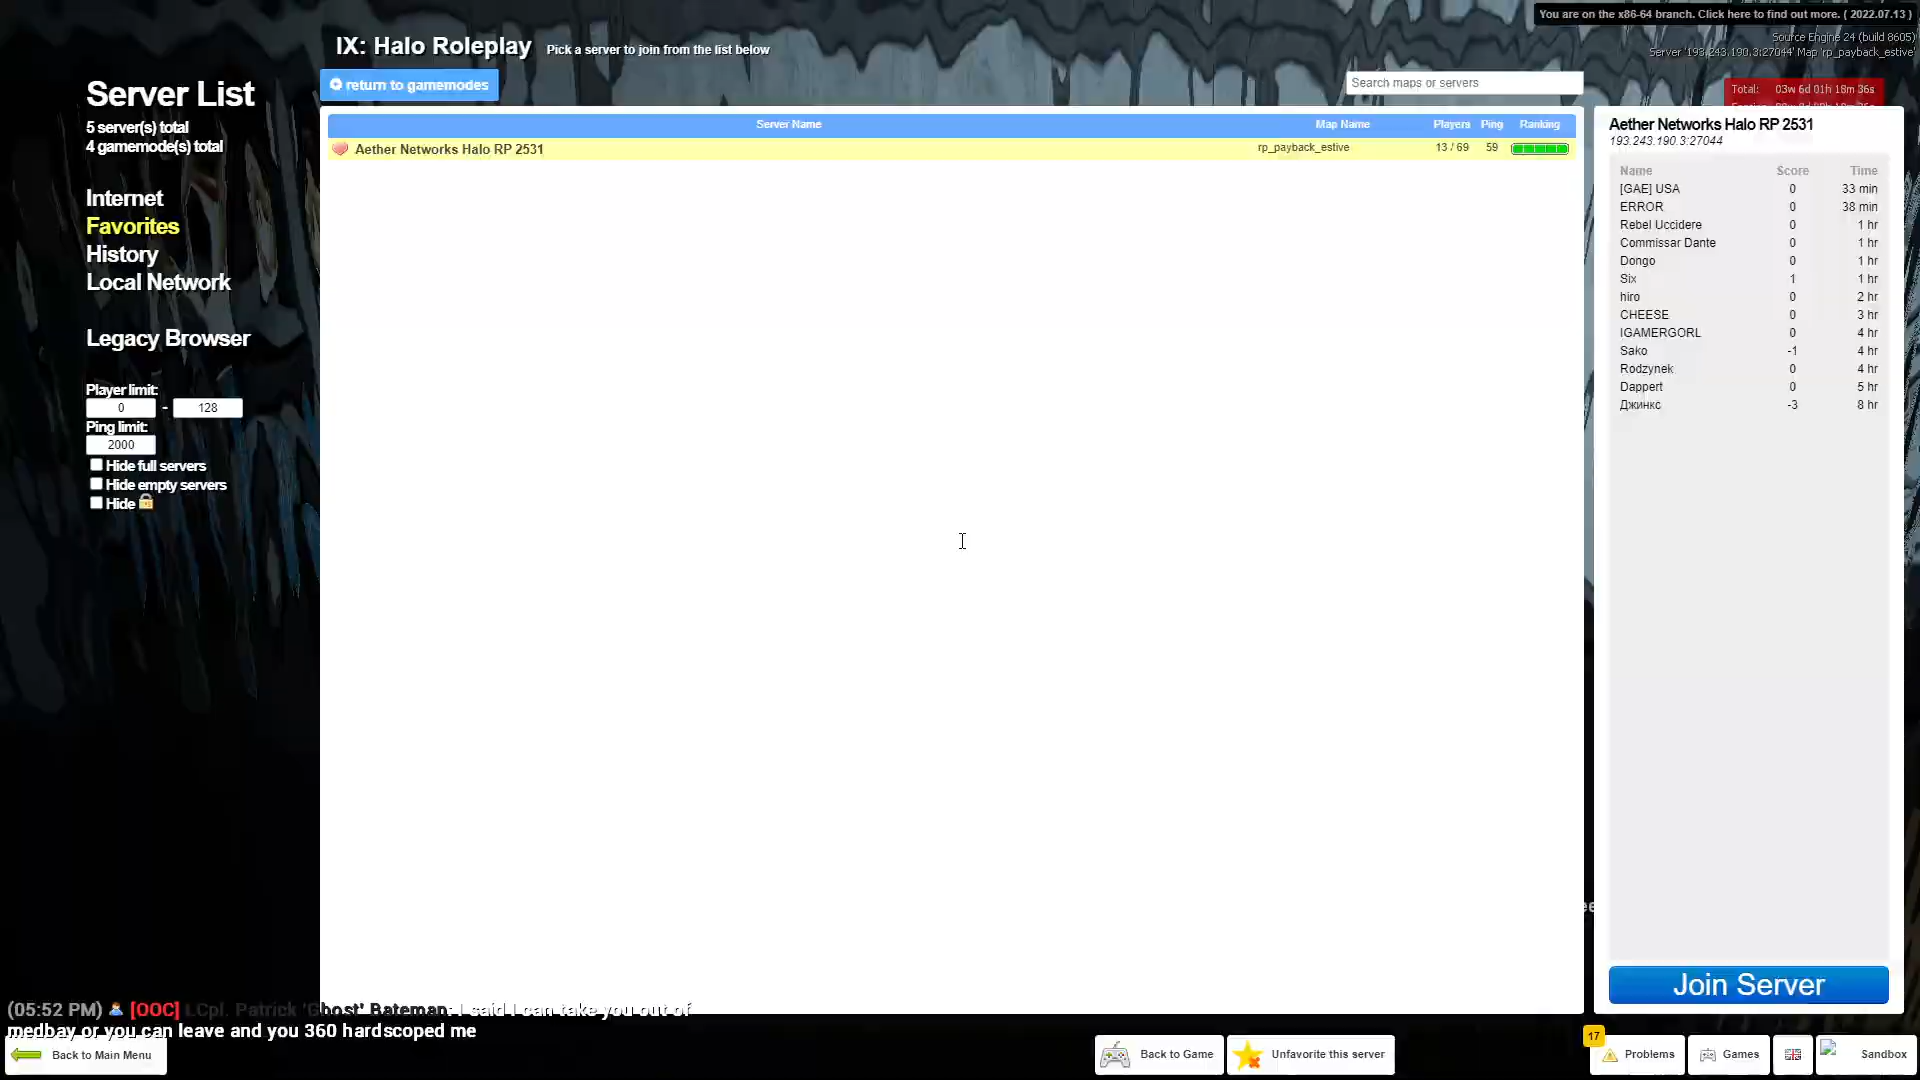 You are on the x86-64 branch. Click here to find out more. ( 2022.07.13 )
Source Engine 24 (build 8605)
Server '193.243.190.3:27044' Map 'rp_payback_estive'
IX: Halo Roleplay Pick a server to join from the list below
return to gamemodes
Search maps or servers
Total: 03w 6d 01h 18m 36s
Server List
5 server(s) total
4 gamemode(s) total
Internet
Favorites
History
Local Network
Legacy Browser
Player limit:
0 - 128
Ping limit:
2000
Hide full servers
Hide empty servers
Hide
Server Name Map Name Players Ping Ranking
Aether Networks Halo RP 2531 rp_payback_estive 13 / 69 59
Aether Networks Halo RP 2531
193.243.190.3:27044
Name Score Time
[GAE] USA 0 33 min
ERROR 0 38 min
Rebel Uccidere 0 1 hr
Commissar Dante 0 1 hr
Dongo 0 1 hr
Six 1 1 hr
hiro 0 2 hr
CHEESE 0 3 hr
IGAMERGORL 0 4 hr
Sako -1 4 hr
Rodzynek 0 4 hr
Dappert 0 5 hr
Джинкс -3 8 hr
Join Server
(05:52 PM) [OOC] LCpl. Patrick 'Ghost' Bateman: I said I can take you out of
medbay or you can leave and you 360 hardscoped me
Back to Main Menu
Back to Game
Unfavorite this server
17
Problems
Games
Sandbox